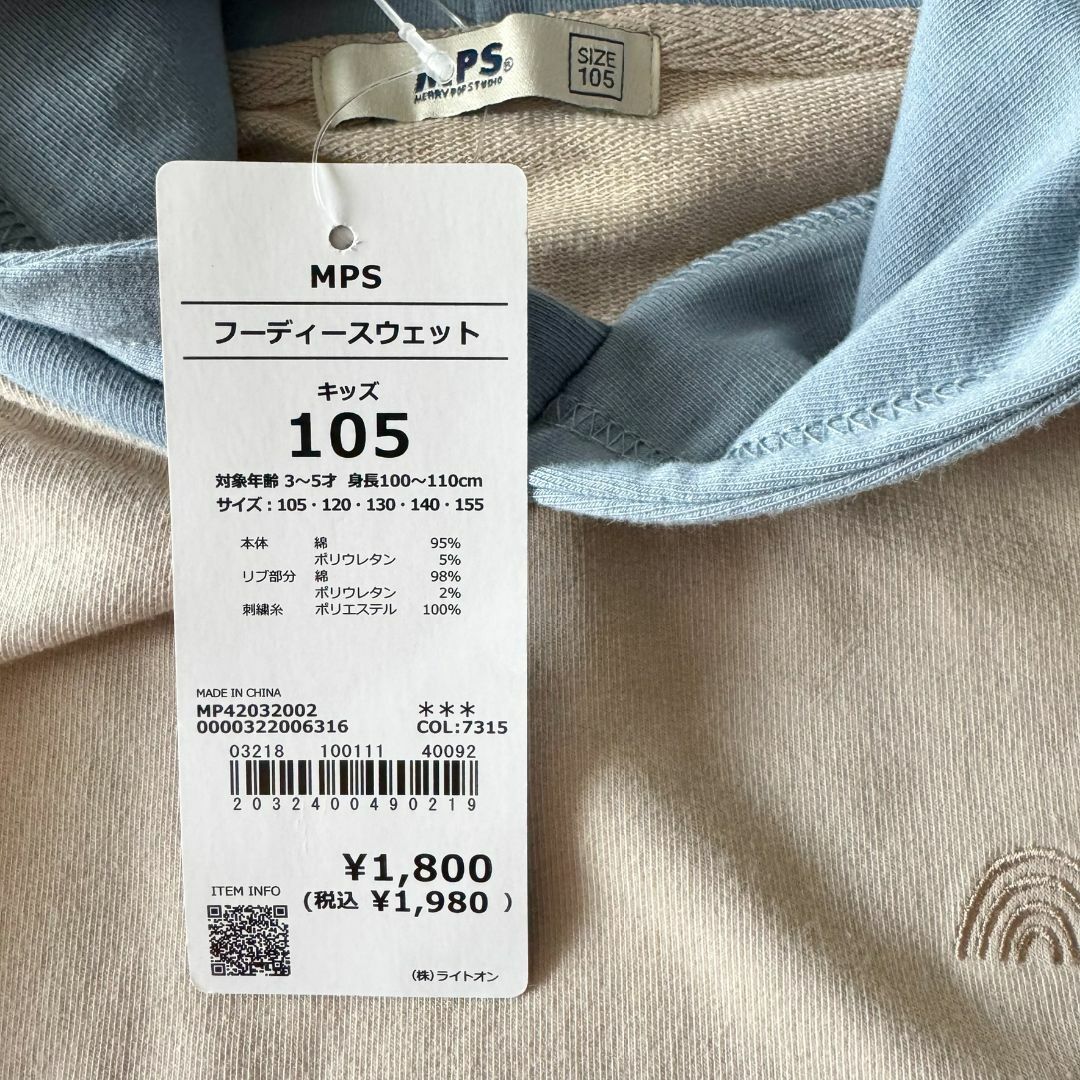 MPS®
MERRY POP STUDIO
SIZE
105
MPS
フーディースウェット
キッズ
105
対象年齢 3～5才 身長100～110cm
サイズ：105・120・130・140・155
本体 綿 95%
ポリウレタン 5%
リブ部分 綿 98%
ポリウレタン 2%
刺繍糸 ポリエステル 100%
MADE IN CHINA
MP42032002 ＊＊＊
0000322006316 COL:7315
03218 100111 40092
2032400490219
¥1,800
ITEM INFO
(税込 ¥1,980 )
(株)ライトオン